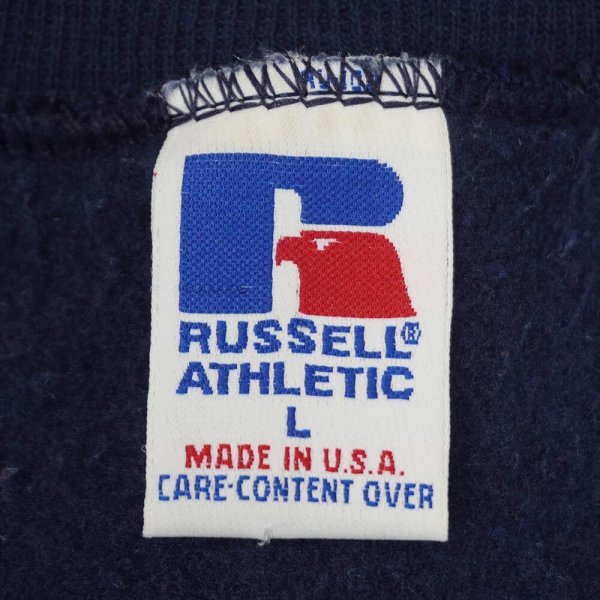 RUSSELL®
ATHLETIC
L
MADE IN U.S.A.
CARE-CONTENT OVER